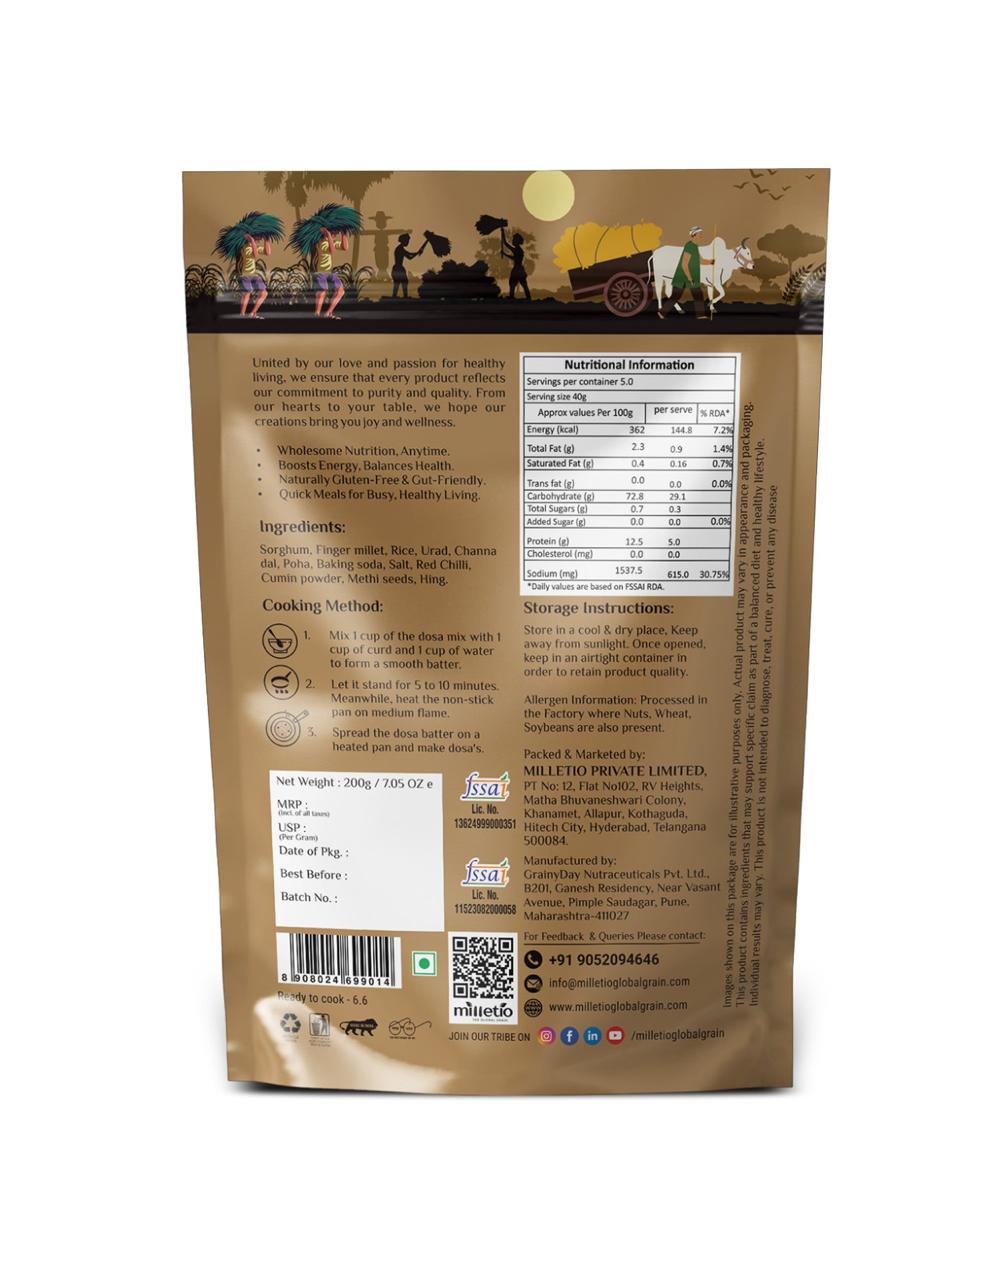 United by our love and passion for healthy
living, we ensure that every product reflects
our commitment to purity and quality. From
our hearts to your table, we hope our
creations bring you joy and wellness.
• Wholesome Nutrition, Anytime.
• Boosts Energy, Balances Health.
• Naturally Gluten-Free & Gut-Friendly.
• Quick Meals for Busy, Healthy Living.
Ingredients:
Sorghum, Finger millet, Rice, Urad, Channa
dal, Poha, Baking soda, Salt, Red Chilli,
Cumin powder, Methi seeds, Hing.
Cooking Method:
1. Mix 1 cup of the dosa mix with 1
cup of curd and 1 cup of water
to form a smooth batter.
2. Let it stand for 5 to 10 minutes.
Meanwhile, heat the non-stick
pan on medium flame.
3. Spread the dosa batter on a
heated pan and make dosa's.
Net Weight : 200g / 7.05 OZ e
MRP :
(Incl. of all taxes)
USP :
(Per Gram)
Date of Pkg. :
Best Before :
Batch No. :
fssai
Lic. No.
13624999000351
fssai
Lic. No.
11523082000058
8 908024 699014
Ready to cook - 6.6
milletio
Nutritional Information
Servings per container 5.0
Serving size 40g
Approx values Per 100g per serve % RDA*
Energy (kcal) 362 144.8 7.2%
Total Fat (g) 2.3 0.9 1.4%
Saturated Fat (g) 0.4 0.16 0.7%
Trans fat (g) 0.0 0.0 0.0%
Carbohydrate (g) 72.8 29.1
Total Sugars (g) 0.7 0.3
Added Sugar (g) 0.0 0.0 0.0%
Protein (g) 12.5 5.0
Cholesterol (mg) 0.0 0.0
Sodium (mg) 1537.5 615.0 30.75%
*Daily values are based on FSSAI RDA.
Storage Instructions:
Store in a cool & dry place, Keep
away from sunlight. Once opened,
keep in an airtight container in
order to retain product quality.
Allergen Information: Processed in
the Factory where Nuts, Wheat,
Soybeans are also present.
Packed & Marketed by:
MILLETIO PRIVATE LIMITED,
PT No: 12, Flat No102, RV Heights,
Matha Bhuvaneshwari Colony,
Khanamet, Allapur, Kothaguda,
Hitech City, Hyderabad, Telangana
500084.
Manufactured by:
GrainyDay Nutraceuticals Pvt. Ltd.,
B201, Ganesh Residency, Near Vasant
Avenue, Pimple Saudagar, Pune,
Maharashtra-411027
For Feedback & Queries Please contact:
+91 9052094646
info@milletioglobalgrain.com
www.milletioglobalgrain.com
JOIN OUR TRIBE ON /milletioglobalgrain
Images shown on this package are for illustrative purposes only. Actual product may vary in appearance and packaging.
This product contains ingredients that may support specific claim as part of a balanced diet and healthy lifestyle.
Individual results may vary. This product is not intended to diagnose, treat, cure, or prevent any disease